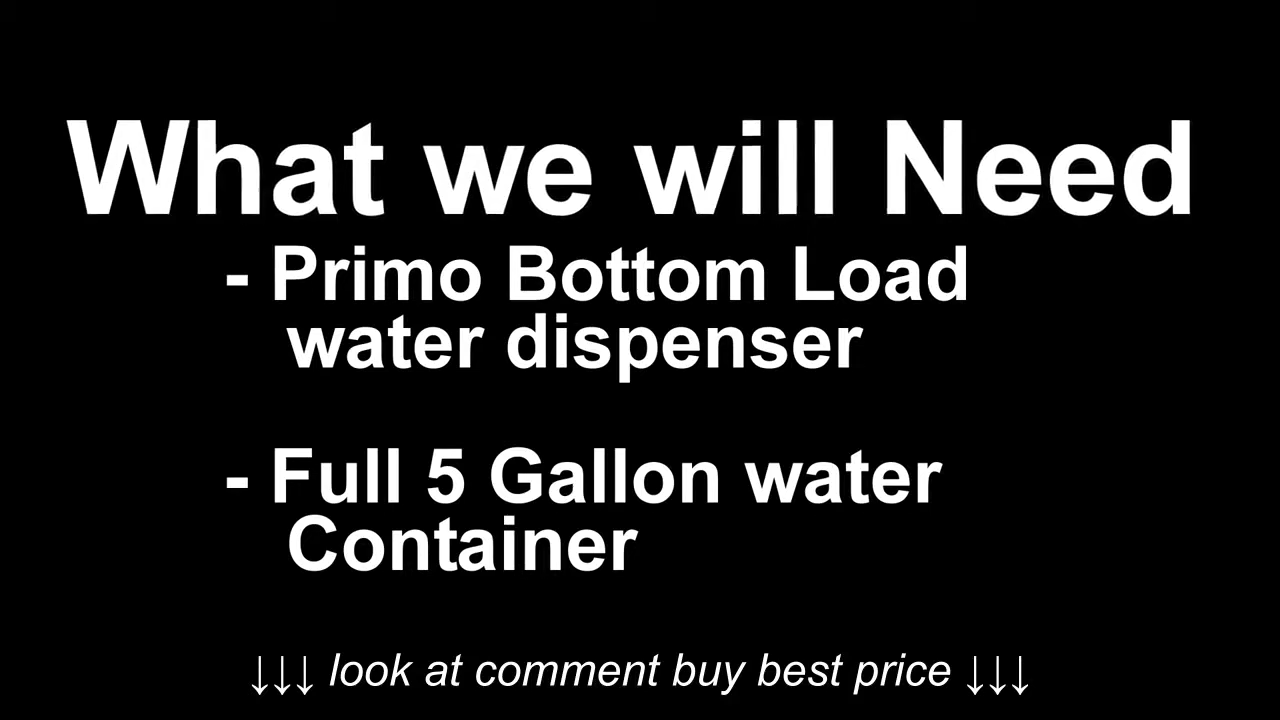 What we will Need
- Primo Bottom Load
water dispenser
- Full 5 Gallon water
Container
↓↓↓ look at comment buy best price ↓↓↓